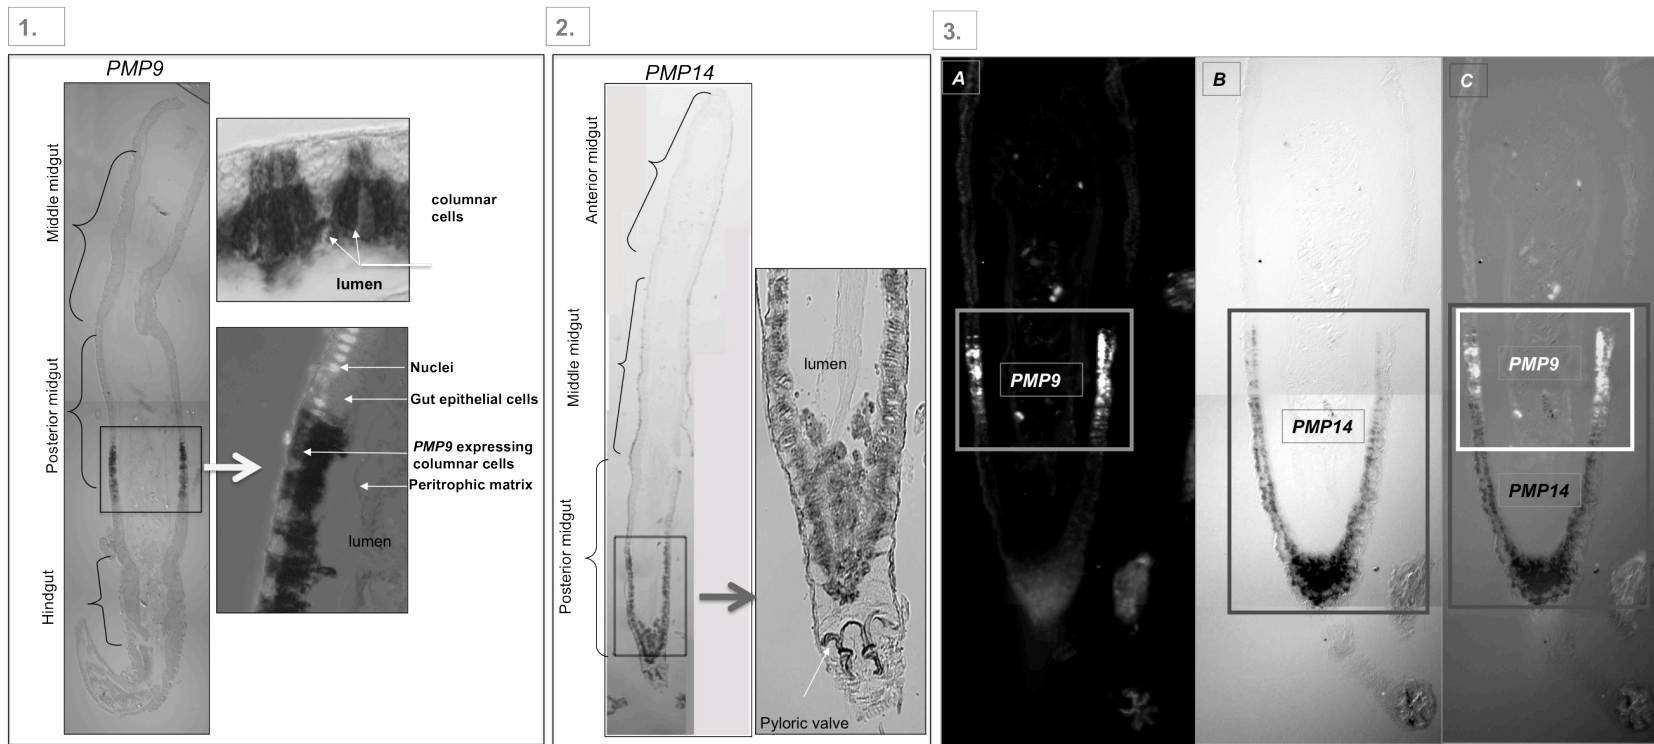 1.
PMP9
Middle midgut
Posterior midgut
Hindgut
columnar
cells
lumen
Nuclei
Gut epithelial cells
PMP9 expressing
columnar cells
Peritrophic matrix
lumen
2.
PMP14
Anterior midgut
Middle midgut
Posterior midgut
lumen
Pyloric valve
3.
A
PMP9
B
PMP14
C
PMP9
PMP14